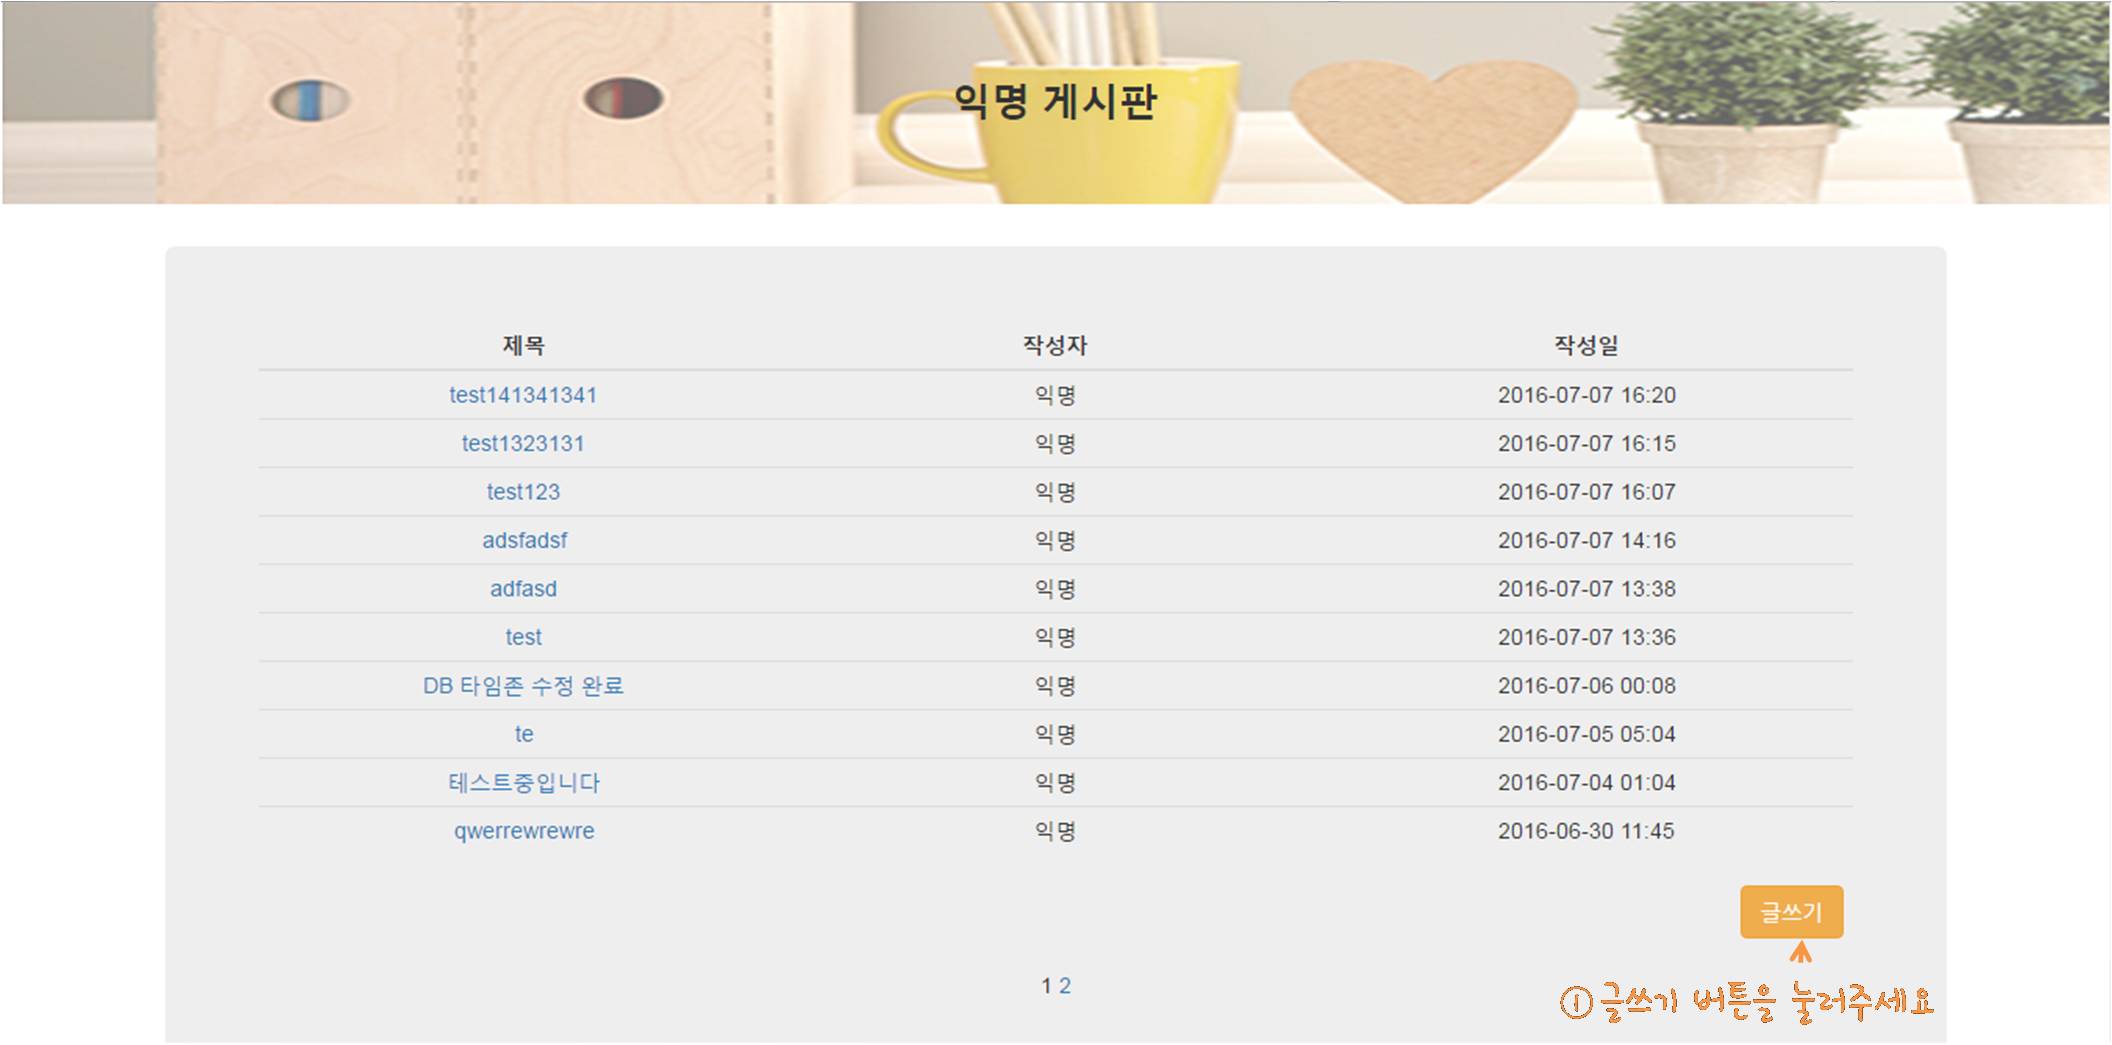 익명 게시판
제목 작성자 작성일
test141341341 익명 2016-07-07 16:20
test1323131 익명 2016-07-07 16:15
test123 익명 2016-07-07 16:07
adsfadsf 익명 2016-07-07 14:16
adfasd 익명 2016-07-07 13:38
test 익명 2016-07-07 13:36
DB 타임존 수정 완료 익명 2016-07-06 00:08
te 익명 2016-07-05 05:04
테스트중입니다 익명 2016-07-04 01:04
qwerrewrewre 익명 2016-06-30 11:45
글쓰기
1 2
① 글쓰기 버튼을 눌러주세요